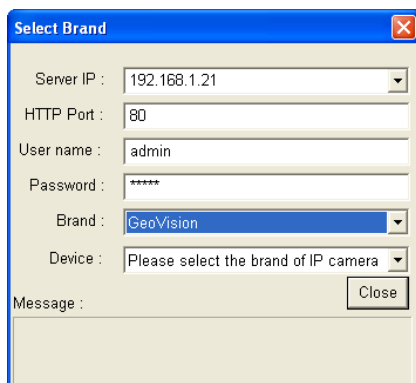 Select Brand
Server IP : 192.168.1.21
HTTP Port : 80
User name : admin
Password : *****
Brand : GeoVision
Device : Please select the brand of IP camera
Close
Message :